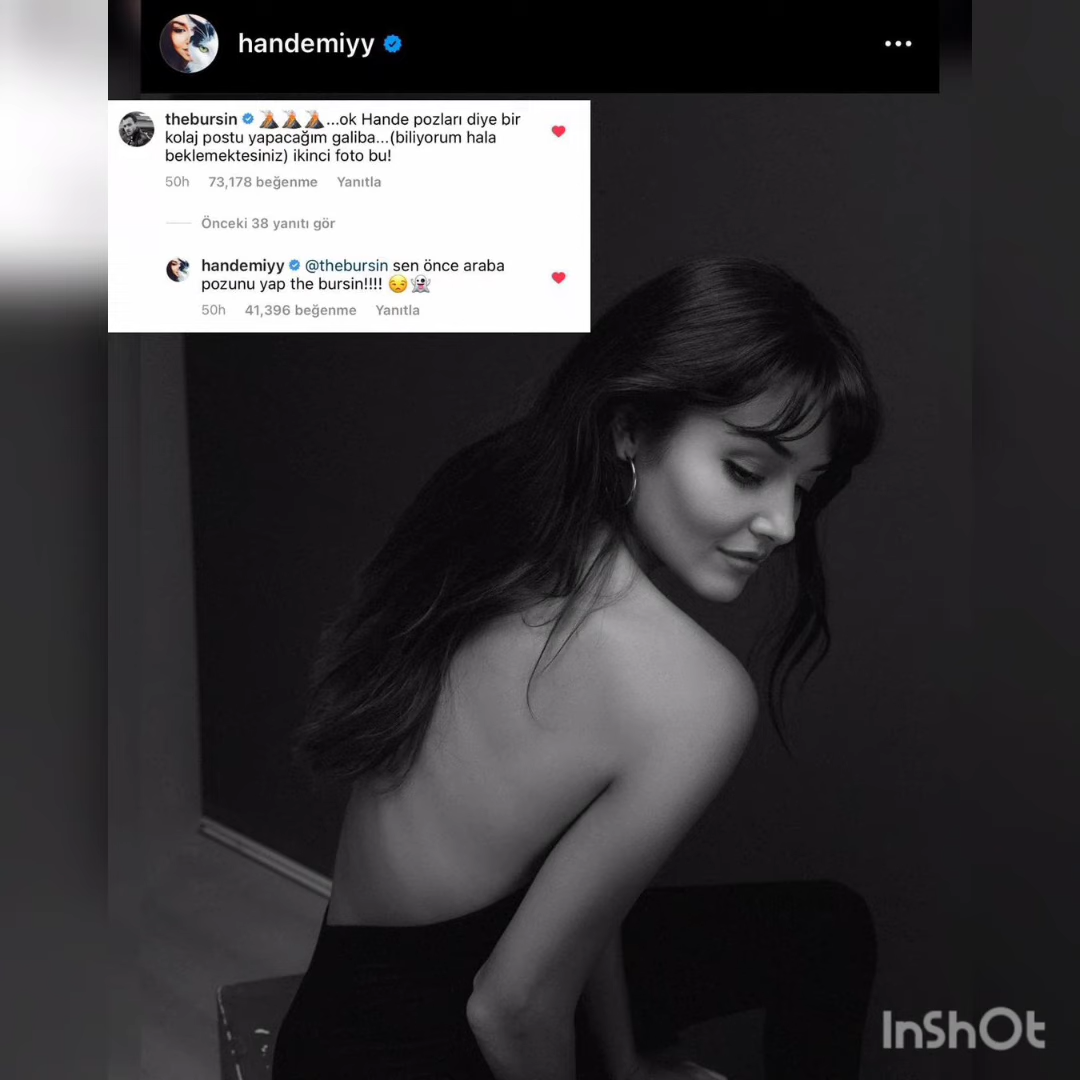 handemiyy
thebursin 🌋🌋🌋...ok Hande pozları diye bir
kolaj postu yapacağım galiba...(biliyorum hala
beklemektesiniz) ikinci foto bu!
50h 73,178 beğenme Yanıtla
Önceki 38 yanıtı gör
handemiyy @thebursin sen önce araba
pozunu yap the bursin!!!! 😒👻
50h 41,396 beğenme Yanıtla
InShOt